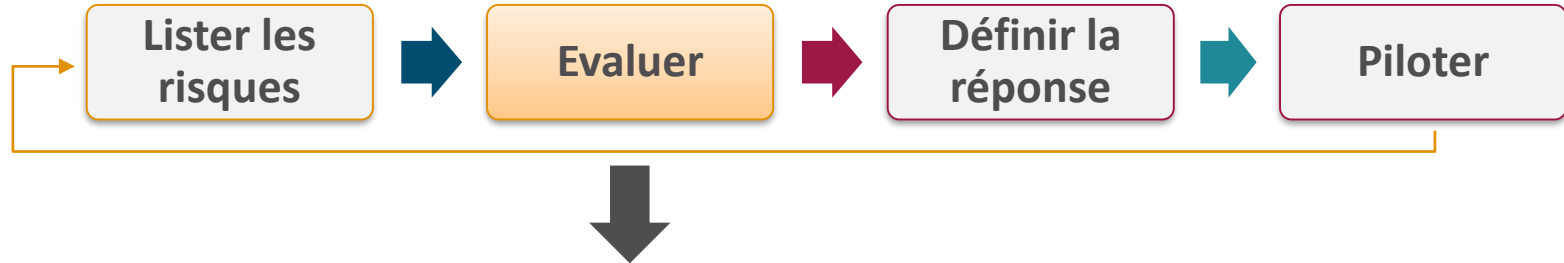 Lister les
risques
Evaluer
Définir la
réponse
Piloter